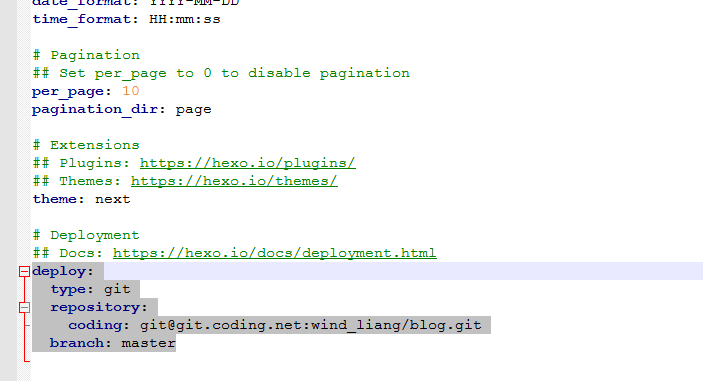 date_format: YYYY-MM-DD
time_format: HH:mm:ss
# Pagination
## Set per_page to 0 to disable pagination
per_page: 10
pagination_dir: page
# Extensions
## Plugins: https://hexo.io/plugins/
## Themes: https://hexo.io/themes/
theme: next
# Deployment
## Docs: https://hexo.io/docs/deployment.html
deploy:
  type: git
  repository:
    coding: git@git.coding.net:wind_liang/blog.git
  branch: master